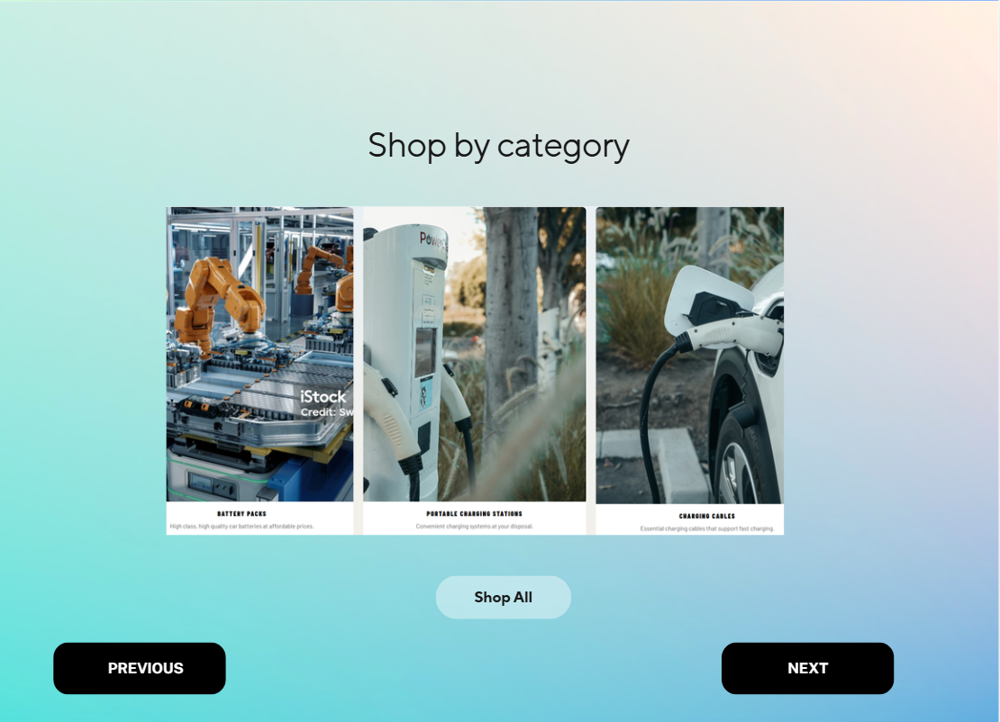 Shop by category
iStock
Credit: Sw
BATTERY PACKS
High class, high quality car batteries at affordable prices.
PORTABLE CHARGING STATIONS
Convenient charging systems at your disposal.
CHARGING CABLES
Essential charging cables that support fast charging.
Shop All
PREVIOUS
NEXT